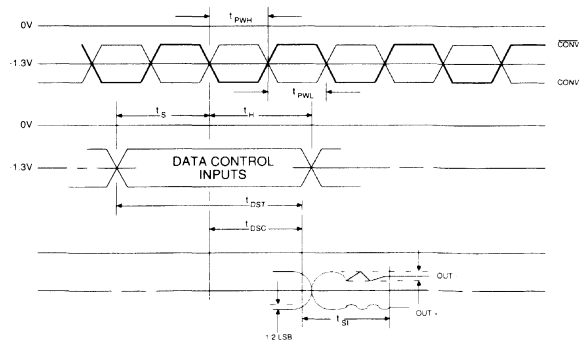 t PWH
0V
CONV
-1.3V
CONV
t PWL
t S
t H
0V
DATA CONTROL
INPUTS
-1.3V
t DST
t DSC
OUT
OUT -
t SI
1 2 LSB